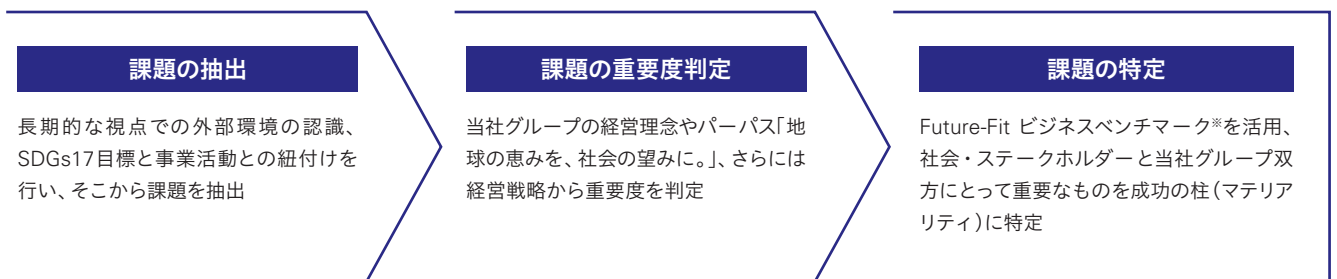 課題の抽出
長期的な視点での外部環境の認識、
SDGs17目標と事業活動との紐付けを
行い、そこから課題を抽出
課題の重要度判定
当社グループの経営理念やパーパス「地
球の恵みを、社会の望みに。」、さらには
経営戦略から重要度を判定
課題の特定
Future-Fit ビジネスベンチマーク※を活用、
社会・ステークホルダーと当社グループ双
方にとって重要なものを成功の柱（マテリア
リティ）に特定